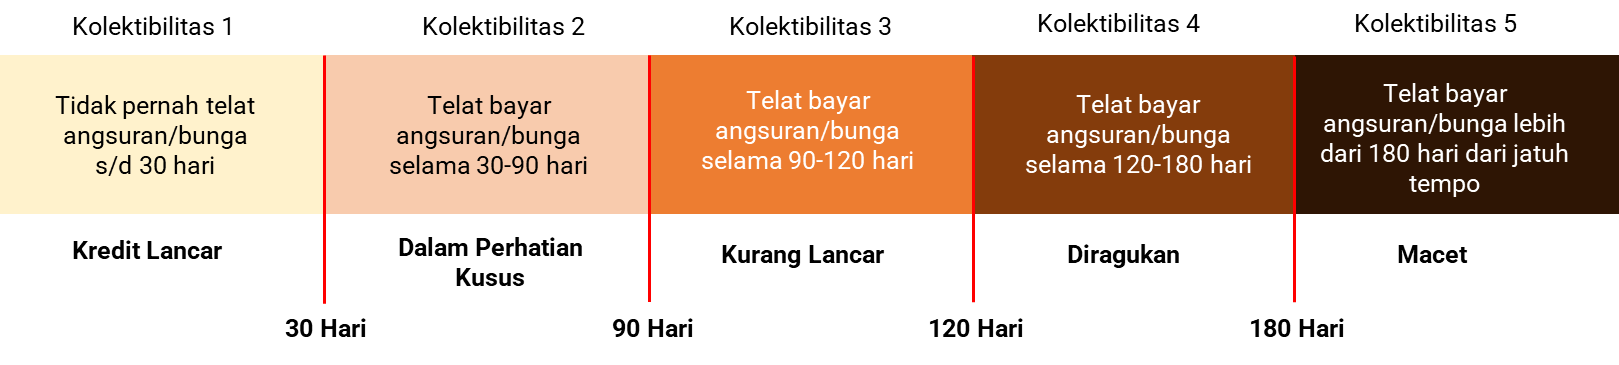 Kolektibilitas 1
Kolektibilitas 2
Kolektibilitas 3
Kolektibilitas 4
Kolektibilitas 5
Tidak pernah telat
angsuran/bunga
s/d 30 hari
Telat bayar
angsuran/bunga
selama 30-90 hari
Telat bayar
angsuran/bunga
selama 90-120 hari
Telat bayar
angsuran/bunga
selama 120-180 hari
Telat bayar
angsuran/bunga lebih
dari 180 hari dari jatuh
tempo
Kredit Lancar
Dalam Perhatian
Kusus
Kurang Lancar
Diragukan
Macet
30 Hari
90 Hari
120 Hari
180 Hari